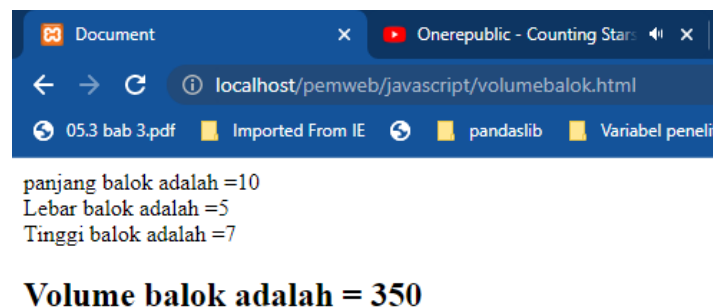 Document
Onerepublic - Counting Stars
localhost/pemweb/javascript/volumebalok.html
05.3 bab 3.pdf Imported From IE pandaslib Variabel peneli
panjang balok adalah =10
Lebar balok adalah =5
Tinggi balok adalah =7
Volume balok adalah = 350